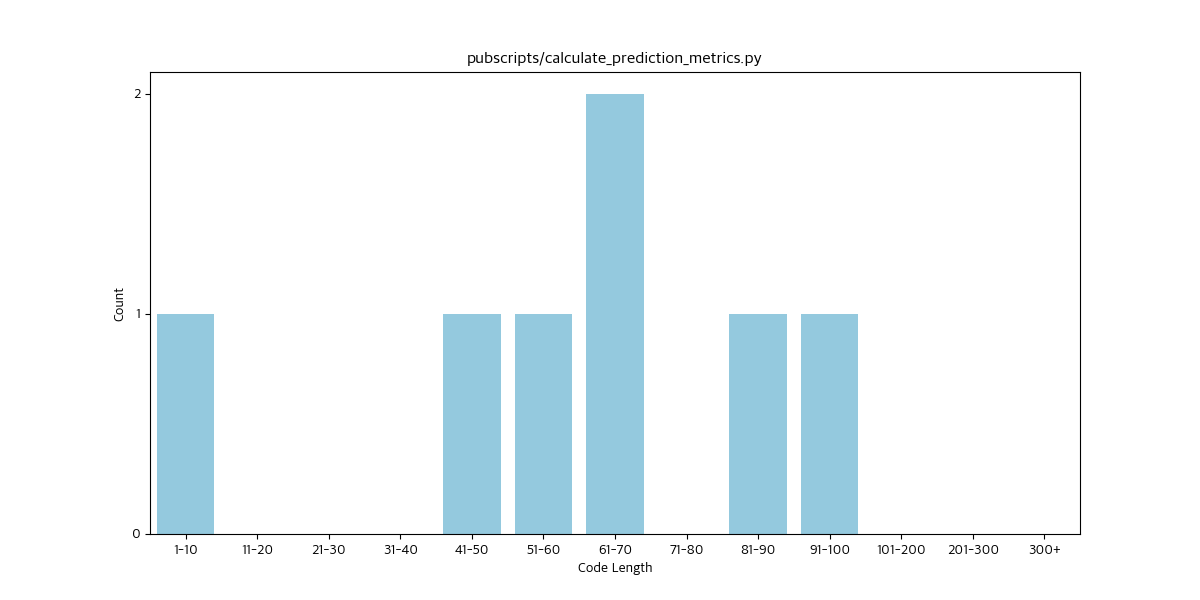 pubscripts/calculate_prediction_metrics.py
Count
2
1
0
1-10 11-20 21-30 31-40 41-50 51-60 61-70 71-80 81-90 91-100 101-200 201-300 300+
Code Length